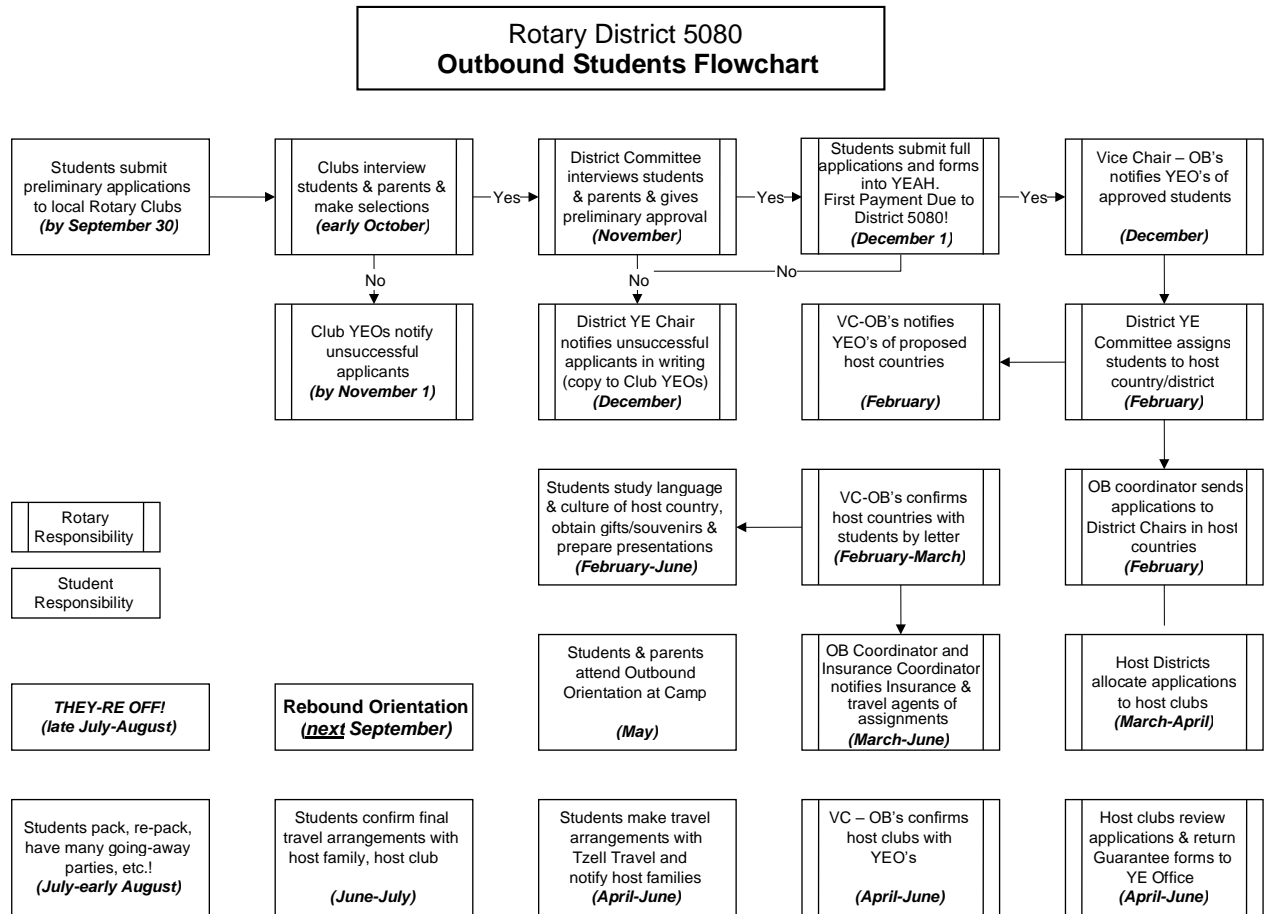 Rotary District 5080
Outbound Students Flowchart
Students submit
preliminary applications
to local Rotary Clubs
(by September 30)
Clubs interview
students & parents &
make selections
(early October)
Yes
District Committee
interviews students
& parents & gives
preliminary approval
(November)
Yes
Students submit full
applications and forms
into YEAH.
First Payment Due to
District 5080!
(December 1)
Yes
Vice Chair – OB's
notifies YEO's of
approved students
(December)
No
No
No
Club YEOs notify
unsuccessful
applicants
(by November 1)
District YE Chair
notifies unsuccessful
applicants in writing
(copy to Club YEOs)
(December)
VC-OB's notifies
YEO's of proposed
host countries
(February)
District YE
Committee assigns
students to host
country/district
(February)
Rotary
Responsibility
Student
Responsibility
Students study language
& culture of host country,
obtain gifts/souvenirs &
prepare presentations
(February-June)
VC-OB's confirms
host countries with
students by letter
(February-March)
OB coordinator sends
applications to
District Chairs in host
countries
(February)
THEY-RE OFF!
(late July-August)
Rebound Orientation
(next September)
Students & parents
attend Outbound
Orientation at Camp
(May)
OB Coordinator and
Insurance Coordinator
notifies Insurance &
travel agents of
assignments
(March-June)
Host Districts
allocate applications
to host clubs
(March-April)
Students pack, re-pack,
have many going-away
parties, etc.!
(July-early August)
Students confirm final
travel arrangements with
host family, host club
(June-July)
Students make travel
arrangements with
Tzell Travel and
notify host families
(April-June)
VC – OB's confirms
host clubs with
YEO's
(April-June)
Host clubs review
applications & return
Guarantee forms to
YE Office
(April-June)